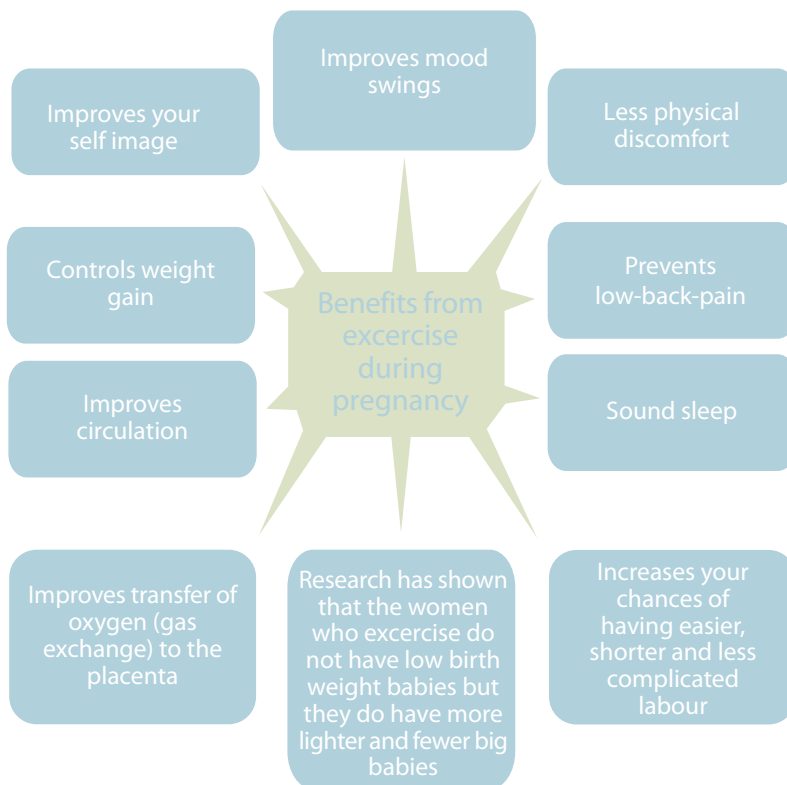 Improves mood
swings
Improves your
self image
Less physical
discomfort
Controls weight
gain
Benefits from
excercise
during
pregnancy
Prevents
low-back-pain
Improves
circulation
Sound sleep
Improves transfer of
oxygen (gas
exchange) to the
placenta
Research has shown
that the women
who excercise do
not have low birth
weight babies but
they do have more
lighter and fewer big
babies
Increases your
chances of
having easier,
shorter and less
complicated
labour